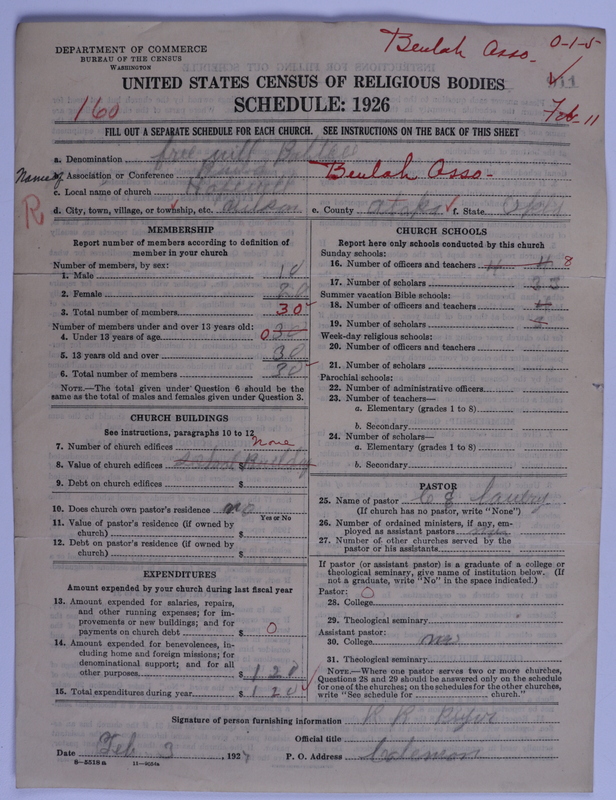 Beulah Asso- 0-1-5
DEPARTMENT OF COMMERCE
BUREAU OF THE CENSUS
WASHINGTON
UNITED STATES CENSUS OF RELIGIOUS BODIES
SCHEDULE: 1926
160
Feb 11
FILL OUT A SEPARATE SCHEDULE FOR EACH CHURCH. SEE INSTRUCTIONS ON THE BACK OF THIS SHEET
a. Denomination free will
Name of b. Association or Conference Beulah Asso-
c. Local name of church
R
d. City, town, village, or township, etc. e. County f. State
MEMBERSHIP
Report number of members according to definition of member in your church
Number of members, by sex:
1. Male 10
2. Female 20
3. Total number of members 30
Number of members under and over 13 years old:
4. Under 13 years of age 0 30
5. 13 years old and over 30
6. Total number of members 30
NOTE.—The total given under Question 6 should be the same as the total of males and females given under Question 3.
CHURCH BUILDINGS
See instructions, paragraphs 10 to 12
7. Number of church edifices none
8. Value of church edifices $ school Building
9. Debt on church edifices $
10. Does church own pastor's residence no
Yes or No
11. Value of pastor's residence (if owned by church) $
12. Debt on pastor's residence (if owned by church) $
EXPENDITURES
Amount expended by your church during last fiscal year
13. Amount expended for salaries, repairs, and other running expenses; for improvements or new buildings; and for payments on church debt $ 0
14. Amount expended for benevolences, including home and foreign missions; for denominational support; and for all other purposes $ 120
15. Total expenditures during year $ 120
CHURCH SCHOOLS
Report here only schools conducted by this church
Sunday schools:
16. Number of officers and teachers 8
17. Number of scholars 33
Summer vacation Bible schools:
18. Number of officers and teachers
19. Number of scholars
Week-day religious schools:
20. Number of officers and teachers
21. Number of scholars
Parochial schools:
22. Number of administrative officers
23. Number of teachers—
a. Elementary (grades 1 to 8)
b. Secondary
24. Number of scholars—
a. Elementary (grades 1 to 8)
b. Secondary
PASTOR
25. Name of pastor C E
(If church has no pastor, write "None")
26. Number of ordained ministers, if any, employed as assistant pastors
27. Number of other churches served by the pastor or his assistants
If pastor (or assistant pastor) is a graduate of a college or theological seminary, give name of institution below. (If not a graduate, write "No" in the space indicated.)
Pastor: 0
28. College
29. Theological seminary
Assistant pastor:
30. College no
31. Theological seminary
NOTE.—Where one pastor serves two or more churches, Questions 28 and 29 should be answered only on the schedule for one of the churches; on the schedules for the other churches, write "See schedule for church."
Signature of person furnishing information R R
Official title
Date Feb 3, 1927 P. O. Address Coleman
8-5518a 11-9584